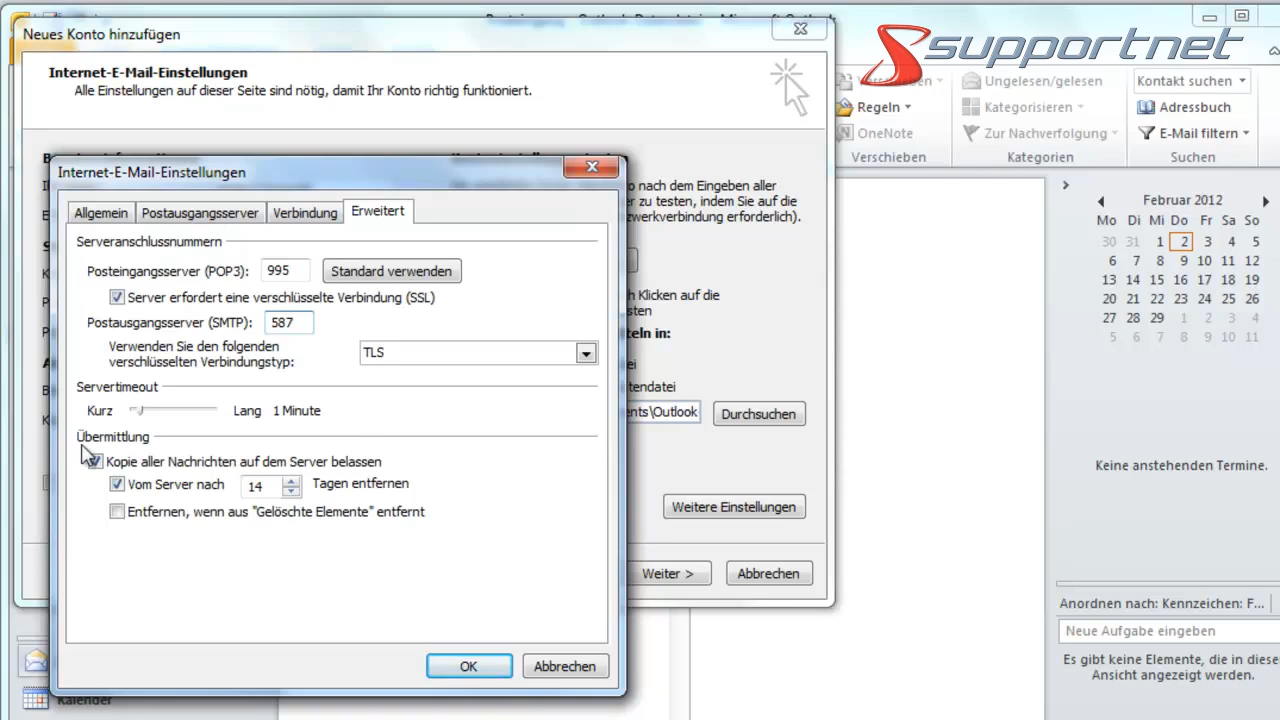 Neues Konto hinzufügen
supportnet
Internet-E-Mail-Einstellungen
Alle Einstellungen auf dieser Seite sind nötig, damit Ihr Konto richtig funktioniert.
Ungelesen/gelesen
Kontakt suchen
Regeln
Kategorisieren
Adressbuch
OneNote
Zur Nachverfolgung
E-Mail filtern
Verschieben
Kategorien
Suchen
Internet-E-Mail-Einstellungen
nach dem Eingeben aller
zu testen, indem Sie auf die
zwerkverbindung erforderlich).
Allgemein
Postausgangsserver
Verbindung
Erweitert
Serveranschlussnummern
Posteingangsserver (POP3):
995
Standard verwenden
Server erfordert eine verschlüsselte Verbindung (SSL)
Klicken auf die
Postausgangsserver (SMTP):
587
Verwenden Sie den folgenden
verschlüsselten Verbindungstyp:
TLS
Servertimeout
tendatei
Kurz
Lang
1 Minute
ents\Outlook
Durchsuchen
Übermittlung
Kopie aller Nachrichten auf dem Server belassen
Vom Server nach
14
Tagen entfernen
Entfernen, wenn aus "Gelöschte Elemente" entfernt
Weitere Einstellungen
Weiter >
Abbrechen
OK
Abbrechen
Kalender
Februar 2012
Mo Di Mi Do Fr Sa So
30 31 1 2 3 4 5
6 7 8 9 10 11 12
13 14 15 16 17 18 19
20 21 22 23 24 25 26
27 28 29 1 2 3 4
5 6 7 8 9 10 11
Keine anstehenden Termine.
Anordnen nach: Kennzeichen: F...
Neue Aufgabe eingeben
Es gibt keine Elemente, die in diese
Ansicht angezeigt werden.